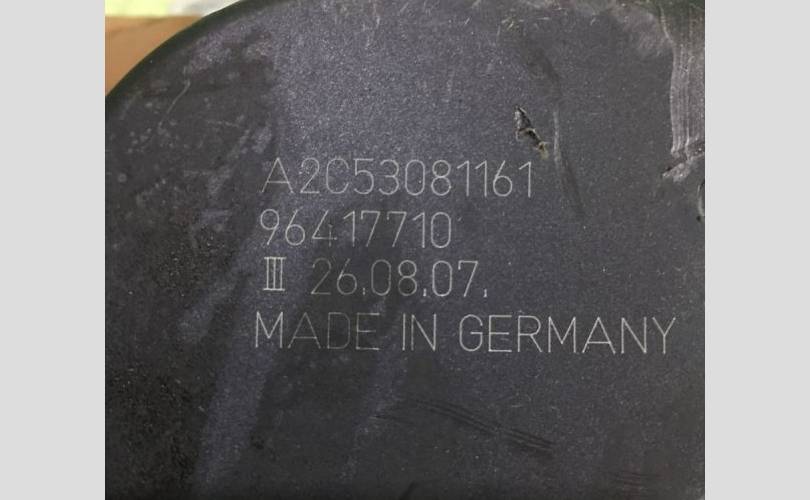 A2C53081161
96417710
III 26.08.07.
MADE IN GERMANY